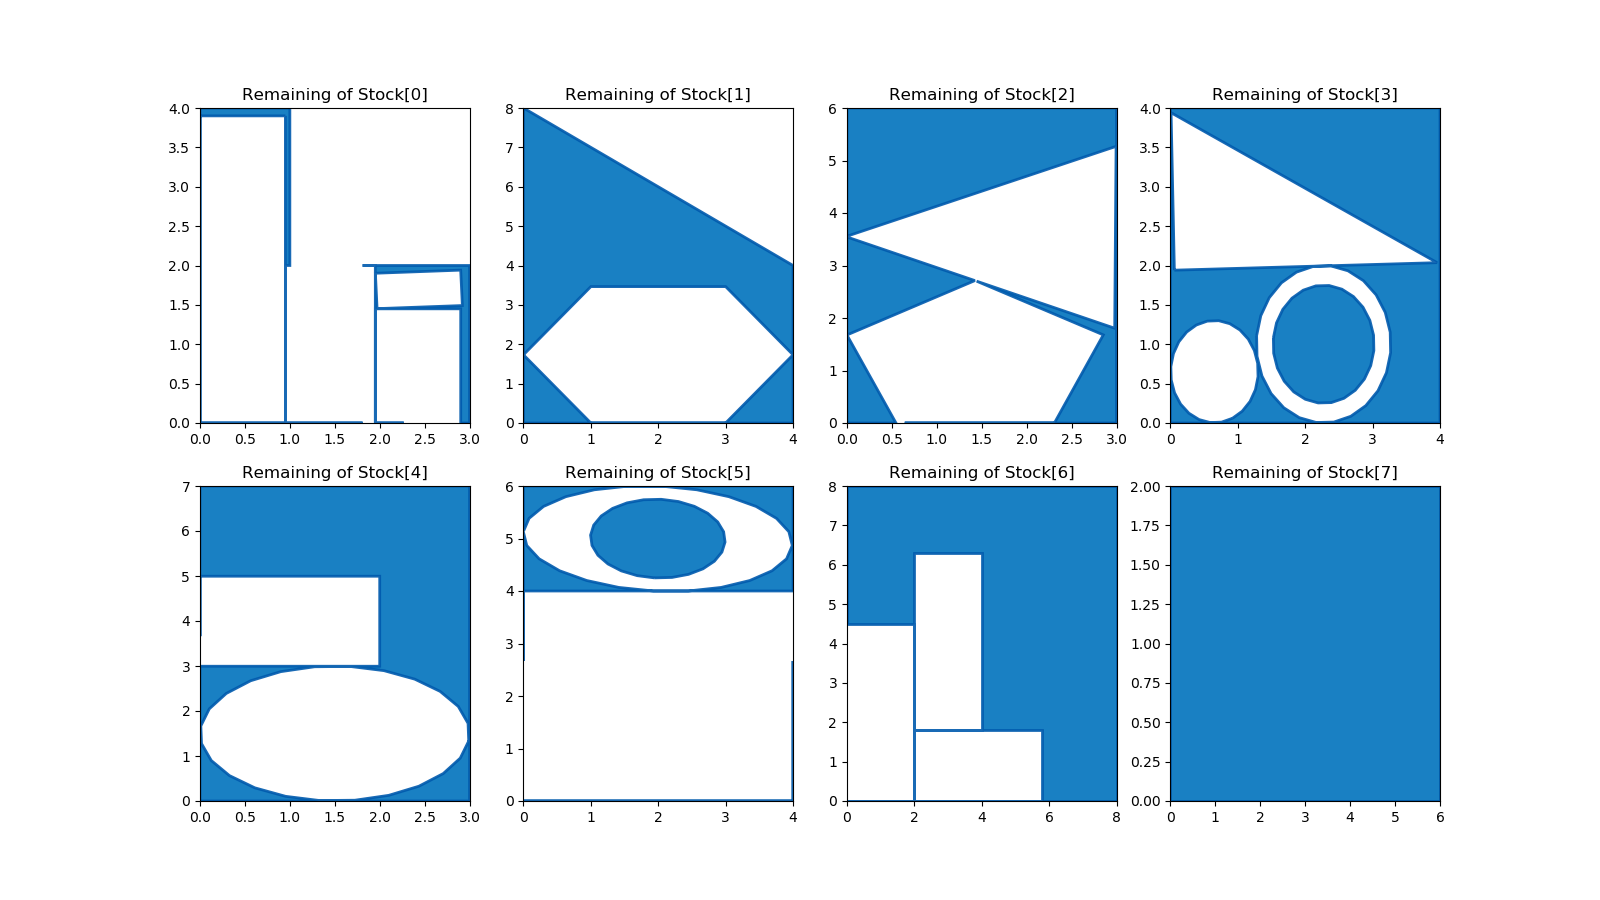 Remaining of Stock[0] Remaining of Stock[1] Remaining of Stock[2] Remaining of Stock[3]
4.0 8 6 4.0
3.5 7 5 3.5
3.0 6 4 3.0
2.5 5 3 2.5
2.0 4 2 2.0
1.5 3 1 1.5
1.0 2 0 1.0
0.5 1 0.5
0.0 0 0.0
0.0 0.5 1.0 1.5 2.0 2.5 3.0 0 1 2 3 4 0.0 0.5 1.0 1.5 2.0 2.5 3.0 0 1 2 3 4
Remaining of Stock[4] Remaining of Stock[5] Remaining of Stock[6] Remaining of Stock[7]
7 6 8 2.00
6 5 7 1.75
5 4 6 1.50
4 3 5 1.25
3 2 4 1.00
2 1 3 0.75
1 0 2 0.50
0 1 0.25
0 0.00
0.0 0.5 1.0 1.5 2.0 2.5 3.0 0 1 2 3 4 0 2 4 6 8 0 1 2 3 4 5 6